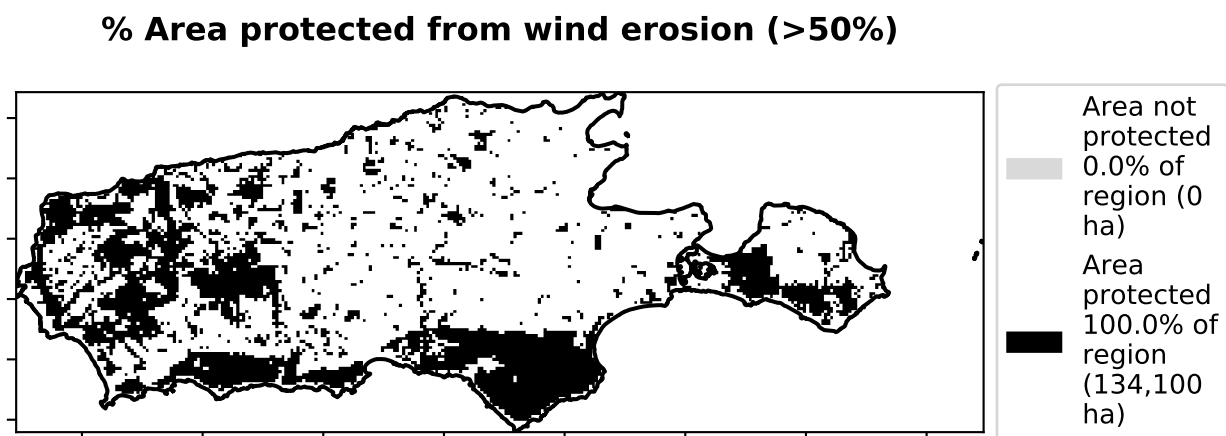 % Area protected from wind erosion (>50%)
Area not
protected
0.0% of
region (0
ha)
Area
protected
100.0% of
region
(134,100
ha)